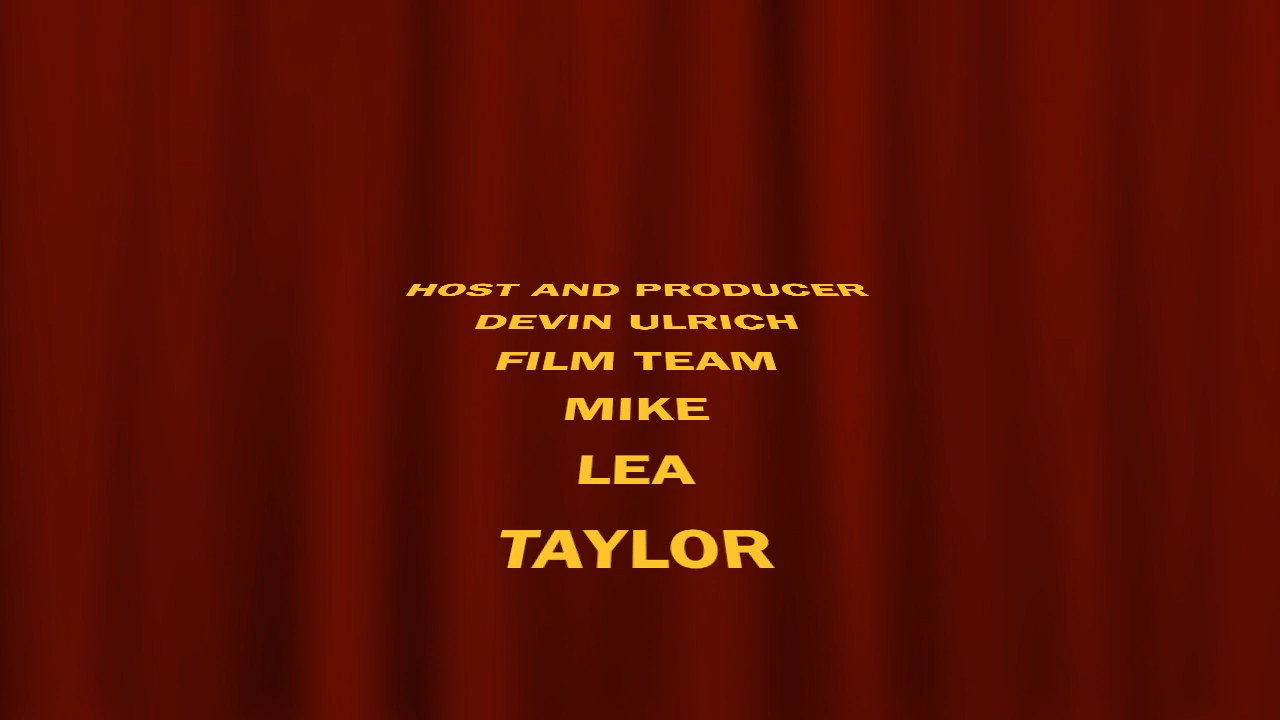 HOST AND PRODUCER
DEVIN ULRICH
FILM TEAM
MIKE
LEA
TAYLOR